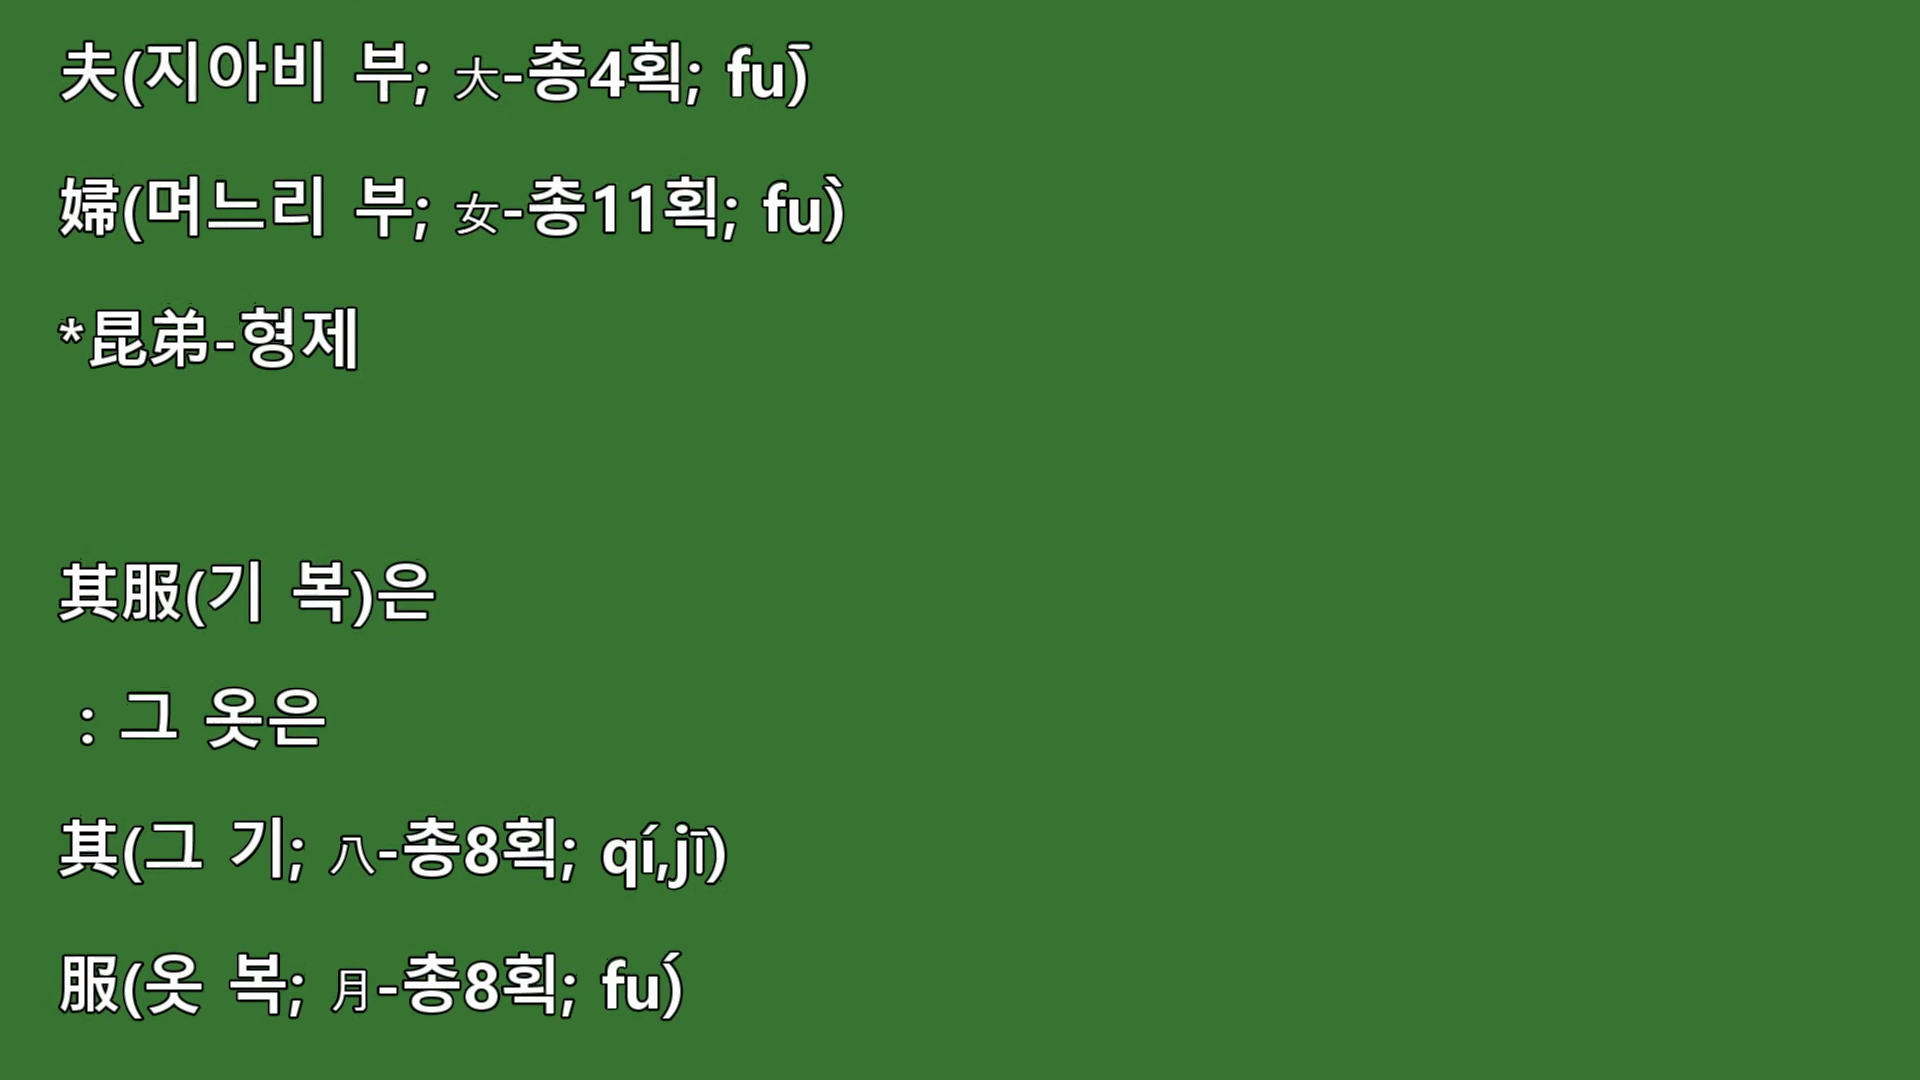 夫(지아비 부; 大-총4획; fū)
婦(며느리 부; 女-총11획; fù)
*昆弟-형제
其服(기 복)은
: 그 옷은
其(그 기; 八-총8획; qí,jī)
服(옷 복; 月-총8획; fú)